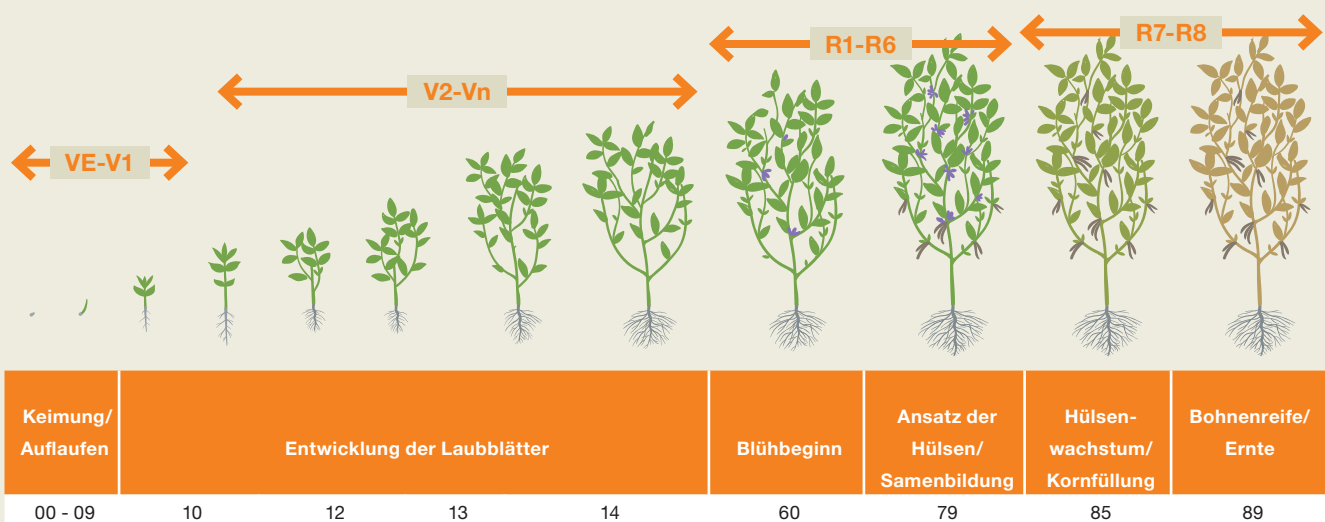 R1-R6
R7-R8
V2-Vn
VE-V1
Keimung/
Auflaufen
Entwicklung der Laubblätter
Blühbeginn
Ansatz der
Hülsen/
Samenbildung
Hülsen-
wachstum/
Kornfüllung
Bohnenreife/
Ernte
00 - 09 10 12 13 14 60 79 85 89